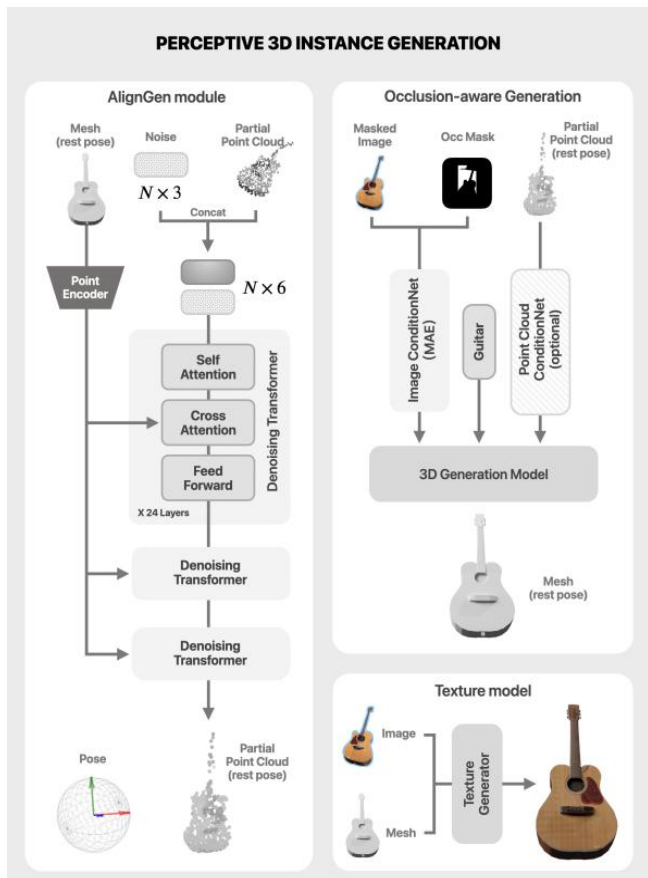 PERCEPTIVE 3D INSTANCE GENERATION
AlignGen module
Mesh
(rest pose)
Noise
N × 3
Partial
Point Cloud
Concat
Point
Encoder
N × 6
Self
Attention
Cross
Attention
Feed
Forward
Denoising Transformer
X 24 Layers
Denoising
Transformer
Denoising
Transformer
Pose
Partial
Point Cloud
(rest pose)
Occlusion-aware Generation
Masked
Image
Occ Mask
Partial
Point Cloud
(rest pose)
Image ConditionNet
(MAE)
Guitar
Point Cloud
ConditionNet
(optional)
3D Generation Model
Mesh
(rest pose)
Texture model
Image
Mesh
Texture
Generator